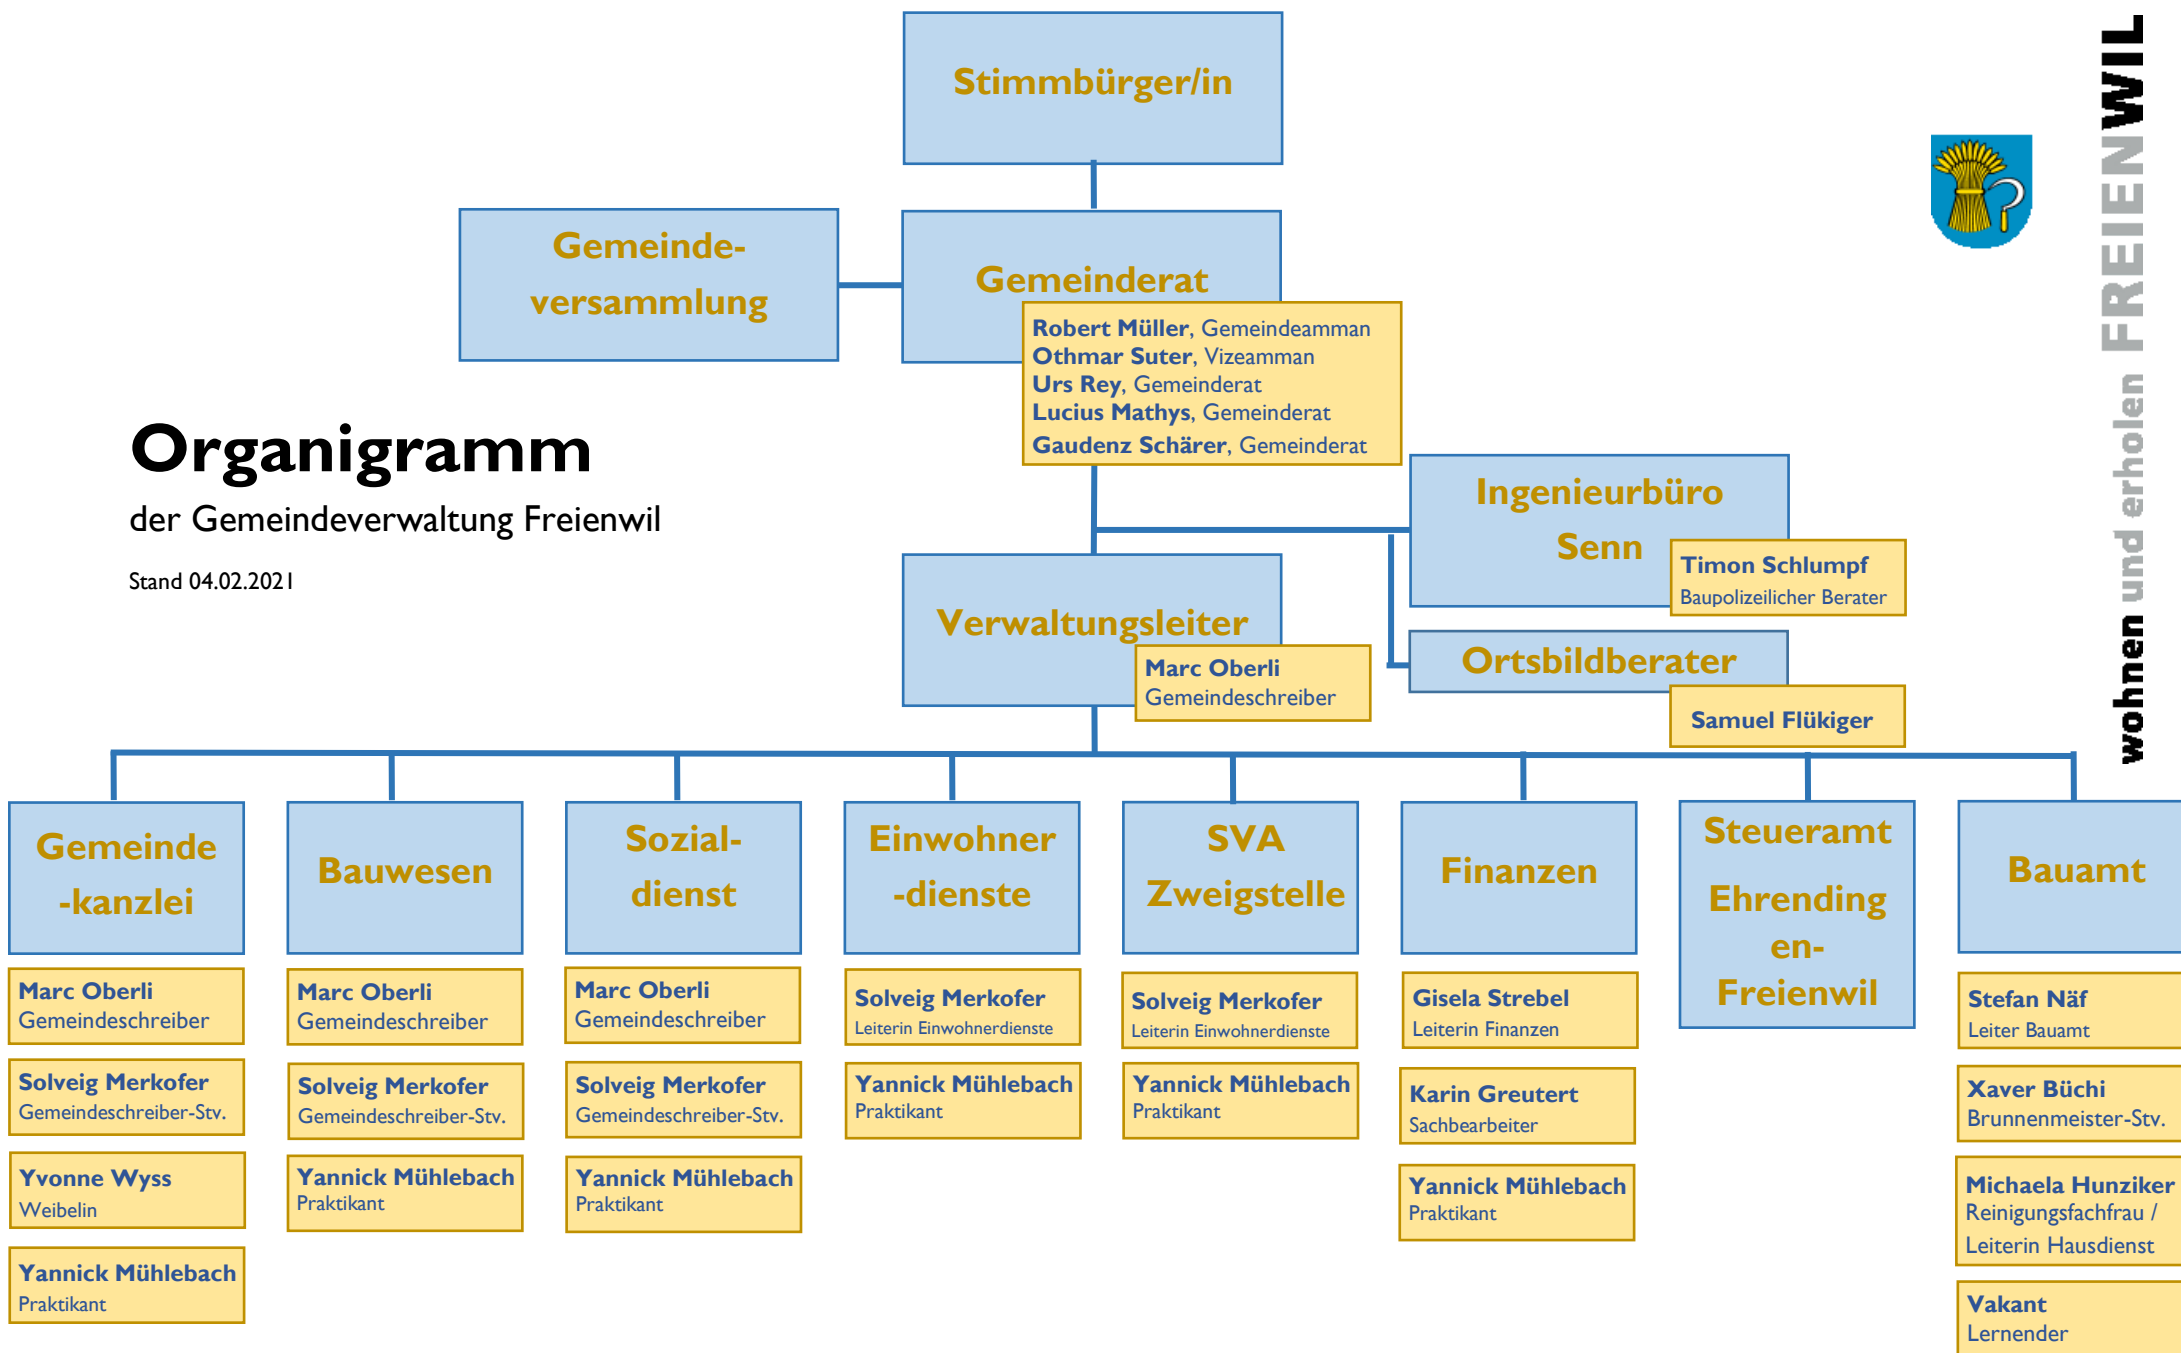 Stimmbürger/in
Gemeinde-
versammlung
Gemeinderat
Robert Müller, Gemeindeamman
Othmar Suter, Vizeamman
Urs Rey, Gemeinderat
Lucius Mathys, Gemeinderat
Gaudenz Schärer, Gemeinderat
wohnen und erholen FREIENWIL
Organigramm
der Gemeindeverwaltung Freienwil
Stand 04.02.2021
Ingenieurbüro
Senn
Timon Schlumpf
Baupolizeilicher Berater
Verwaltungsleiter
Marc Oberli
Gemeindeschreiber
Ortsbildberater
Samuel Flükiger
Gemeinde
-kanzlei
Marc Oberli
Gemeindeschreiber
Solveig Merkofer
Gemeindeschreiber-Stv.
Yvonne Wyss
Weibelin
Yannick Mühlebach
Praktikant
Bauwesen
Marc Oberli
Gemeindeschreiber
Solveig Merkofer
Gemeindeschreiber-Stv.
Yannick Mühlebach
Praktikant
Sozial-
dienst
Marc Oberli
Gemeindeschreiber
Solveig Merkofer
Gemeindeschreiber-Stv.
Yannick Mühlebach
Praktikant
Einwohner
-dienste
Solveig Merkofer
Leiterin Einwohnerdienste
Yannick Mühlebach
Praktikant
SVA
Zweigstelle
Solveig Merkofer
Leiterin Einwohnerdienste
Yannick Mühlebach
Praktikant
Finanzen
Gisela Strebel
Leiterin Finanzen
Karin Greutert
Sachbearbeiter
Yannick Mühlebach
Praktikant
Steueramt
Ehrending
en-
Freienwil
Bauamt
Stefan Näf
Leiter Bauamt
Xaver Büchi
Brunnenmeister-Stv.
Michaela Hunziker
Reinigungsfachfrau /
Leiterin Hausdienst
Vakant
Lernender